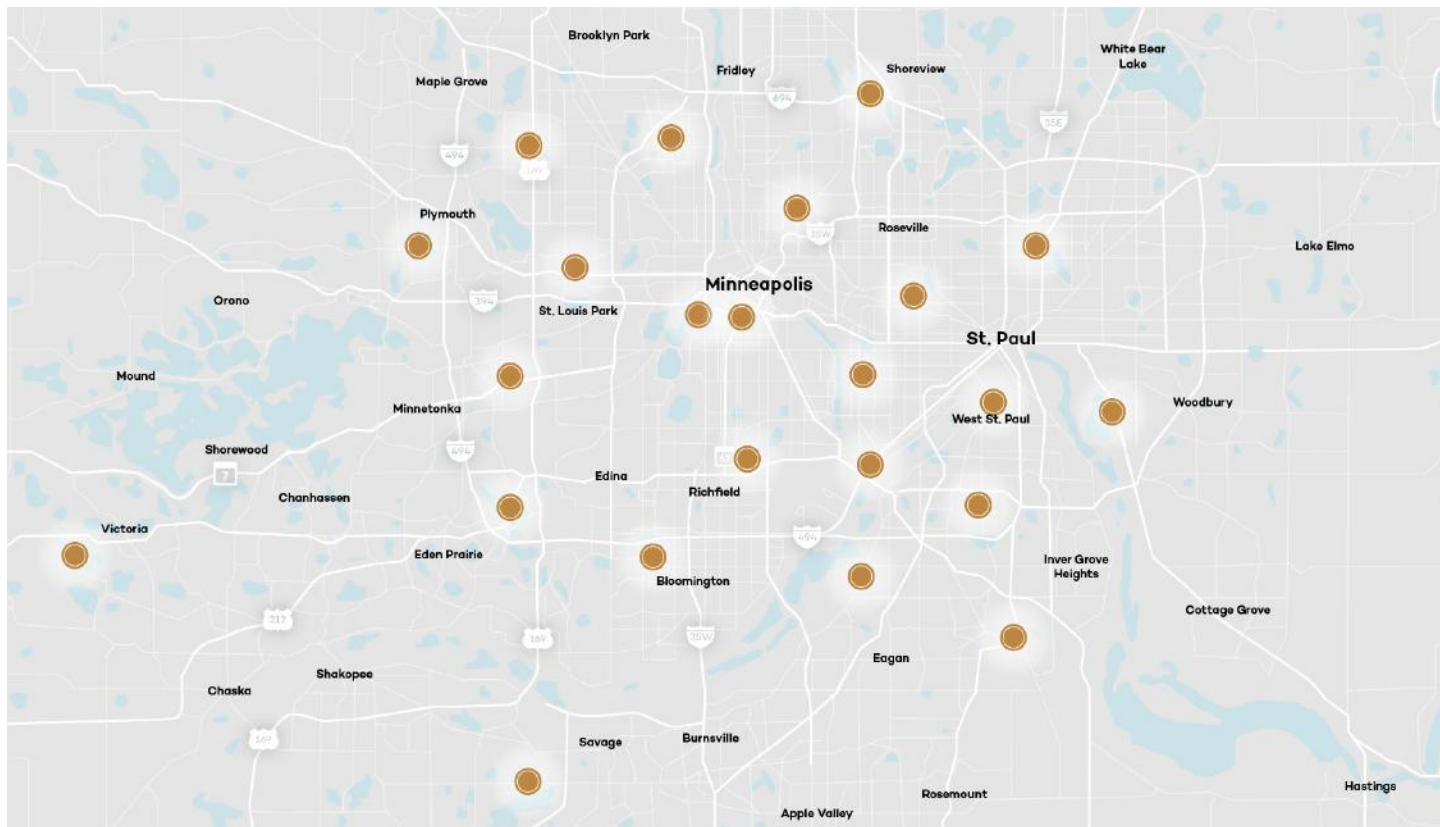 Brooklyn Park
White Bear
Lake
Fridley
Shoreview
Maple Grove
694
35E
494
169
Plymouth
35W
Roseville
Lake Elmo
Minneapolis
Orono
394
St. Louis Park
St. Paul
Mound
Minnetonka
West St. Paul
Woodbury
Shorewood
494
7
Edina
Richfield
Chanhassen
Victoria
494
Eden Prairie
Inver Grove
Heights
Bloomington
212
Cottage Grove
169
35W
Eagan
Shakopee
Chaska
169
Savage
Burnsville
Hastings
Rosemount
Apple Valley